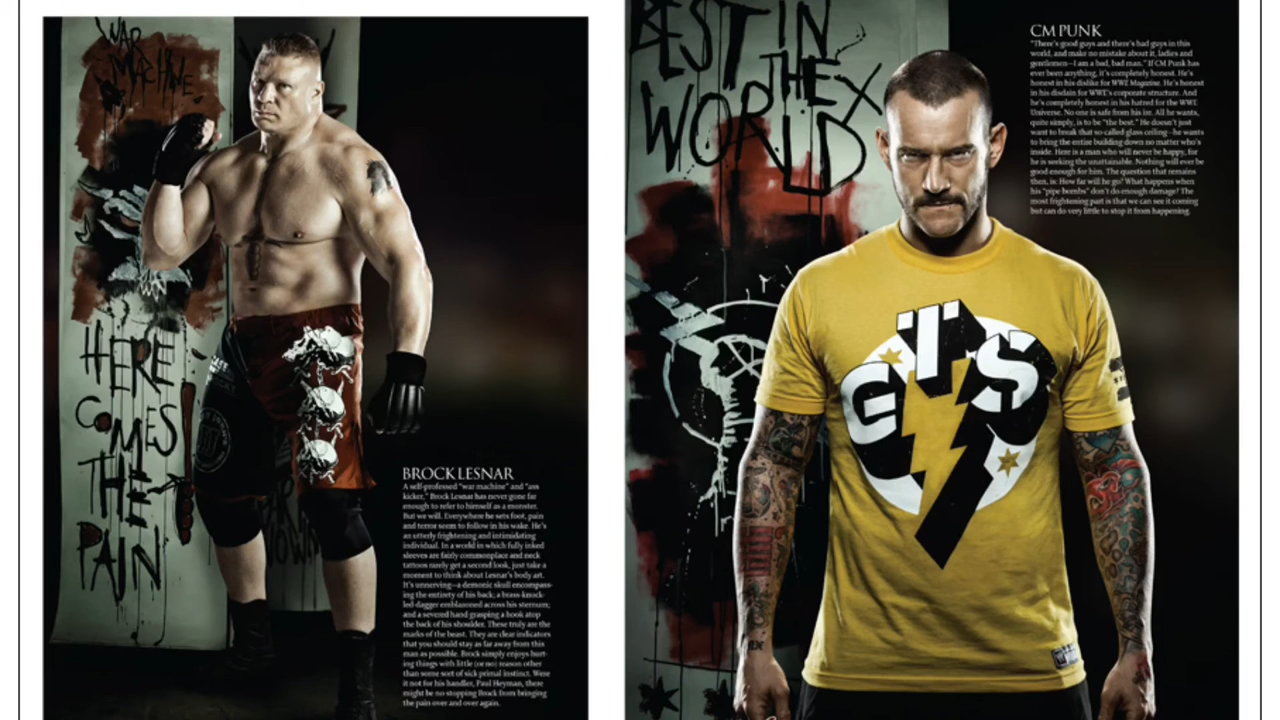 WAR
MACHINE
HERE
COMES
THE
PAIN
BROCK LESNAR
A self-professed "war machine" and "ass
kicker," Brock Lesnar has never gone far
enough to refer to himself as a monster.
But we will. Everywhere he sets foot, pain
and terror seem to follow in his wake. He's
an utterly frightening and intimidating
individual. In a world in which fully inked
sleeves are fairly commonplace and neck
tattoos rarely get a second look, just take a
moment to think about Lesnar's body art.
It's unnerving—a demonic skull encompass-
ing the entirety of his back; a brass-knuck-
led-dagger emblazoned across his sternum;
and a severed hand grasping a hook atop
the back of his shoulder. These truly are the
marks of the beast. They are clear indicators
that you should stay as far away from this
man as possible. Brock simply enjoys hurt-
ing things with little (or no) reason other
than some sort of sick primal instinct. Were
it not for his handler, Paul Heyman, there
might be no stopping Brock from bringing
the pain over and over again.
BEST IN
THE
WORLD
CM PUNK
"There's good guys and there's bad guys in this
world, and make no mistake about it, ladies and
gentlemen—I am a bad, bad man." If CM Punk has
ever been anything, it's completely honest. He's
honest in his dislike for WWE Magazine. He's honest
in his disdain for WWE's corporate structure. And
he's completely honest in his hatred for the WWE
Universe. No one is safe from his ire. All he wants,
quite simply, is to be "the best." He doesn't just
want to break that so-called glass ceiling—he wants
to bring the entire building down no matter who's
inside. Here is a man who will never be happy, for
he is seeking the unattainable. Nothing will ever be
good enough for him. The question that remains
then, is: How far will he go? What happens when
his "pipe bombs" don't do enough damage? The
most frightening part is that we can see it coming
but can do very little to stop it from happening.
GTS